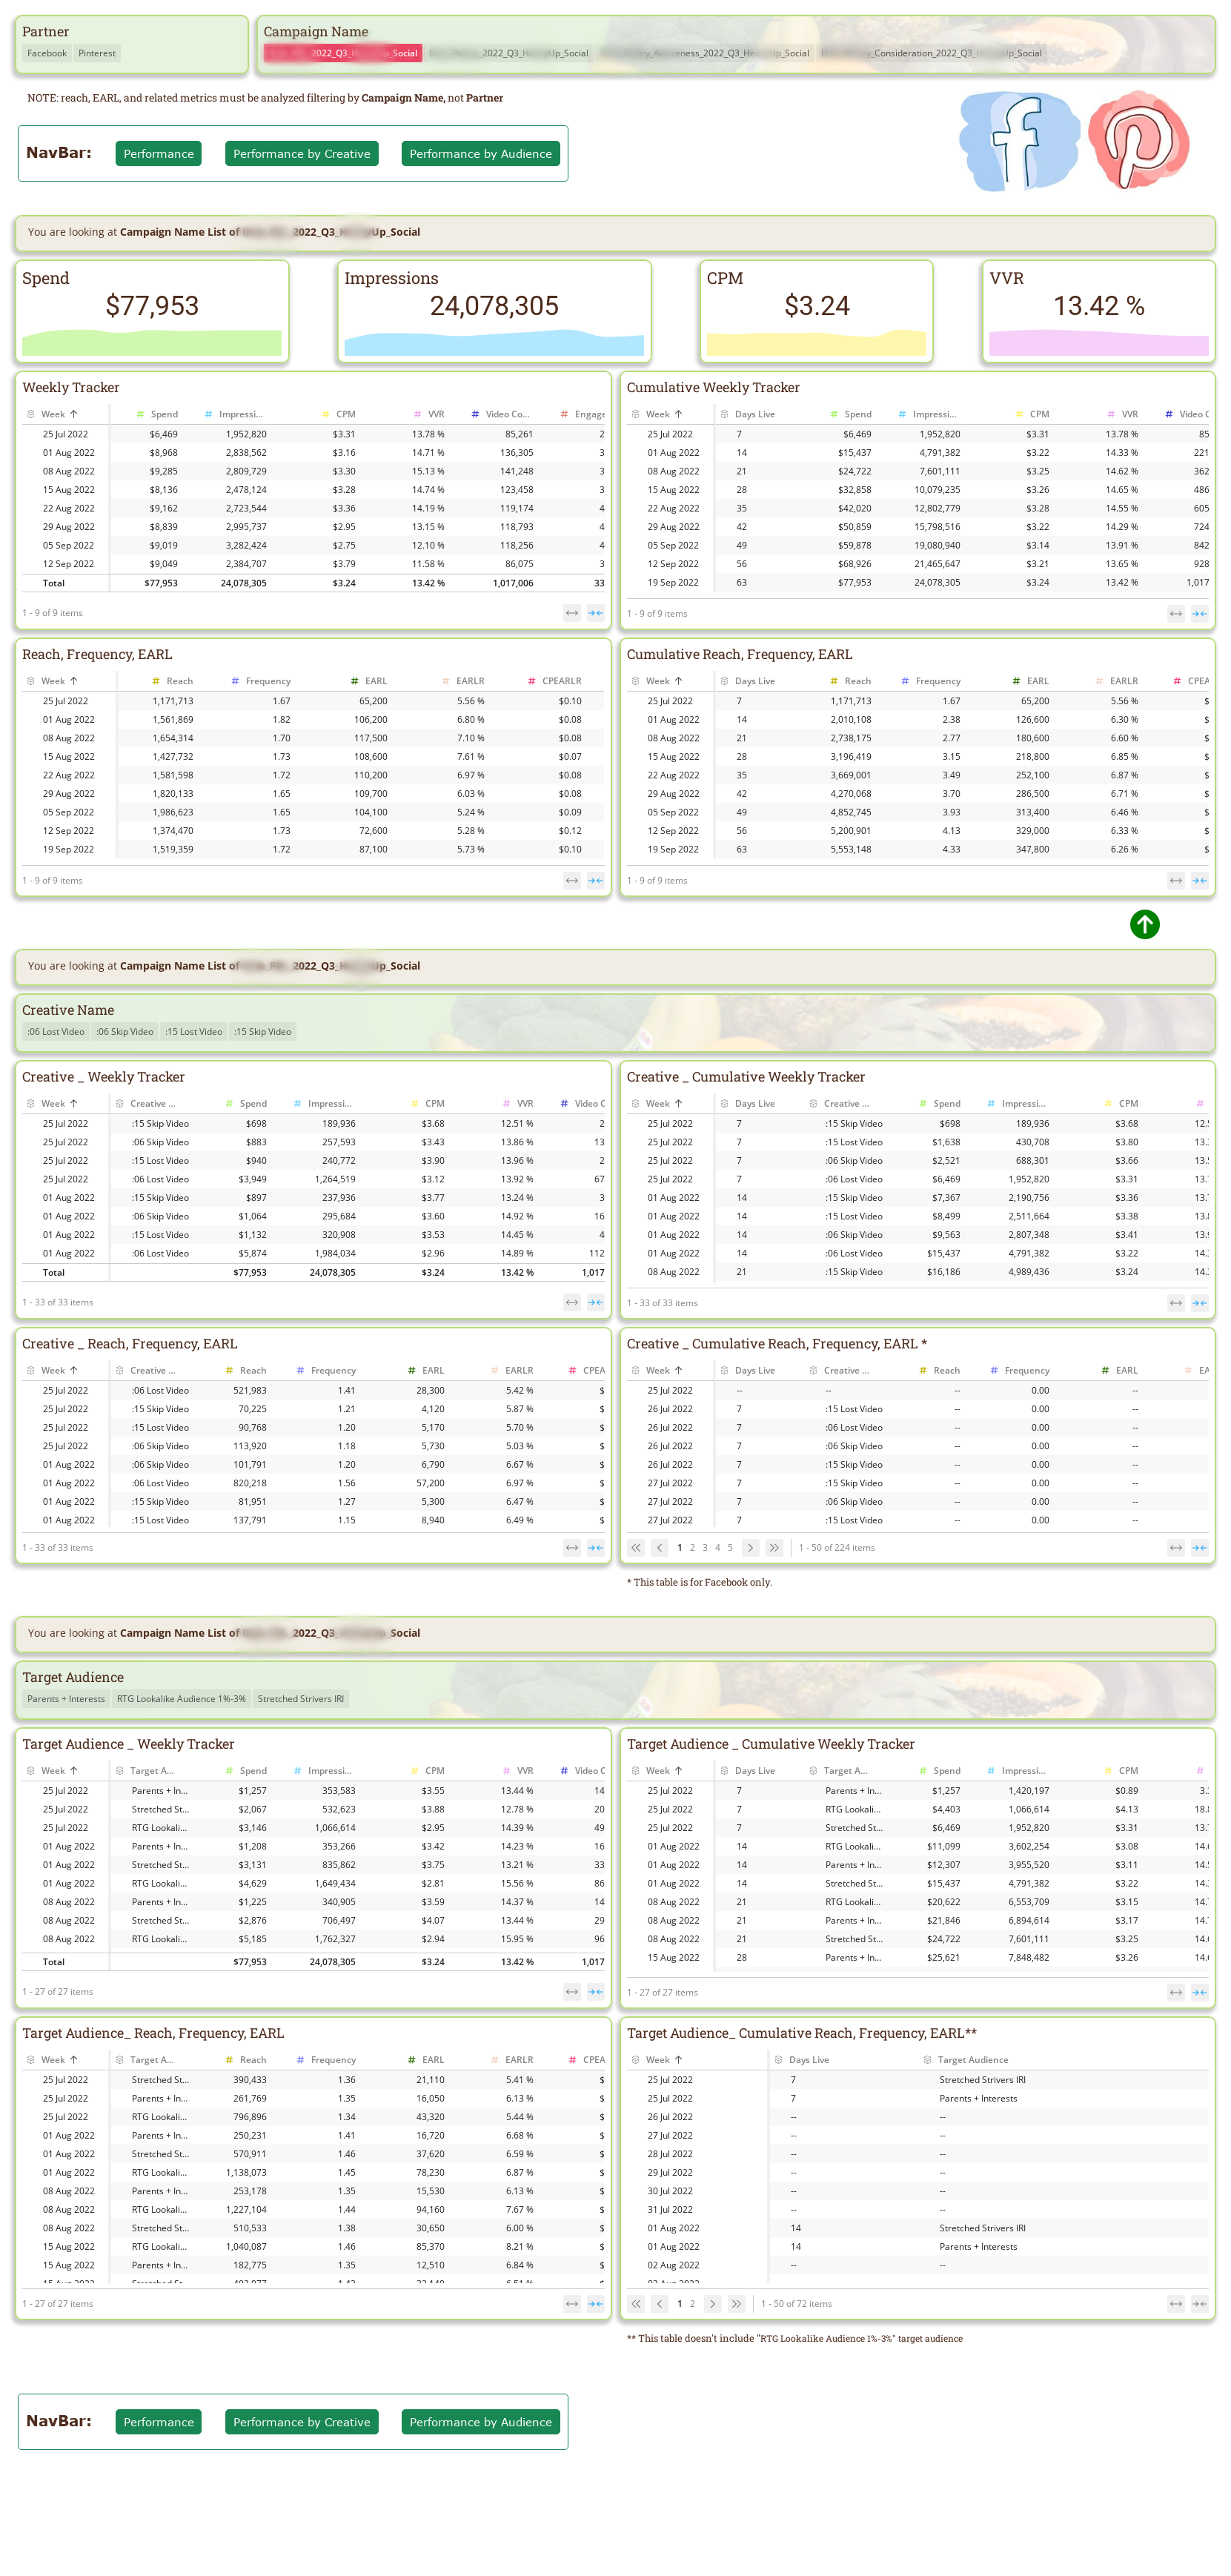 Partner
Facebook Pinterest
Campaign Name
2022_Q3_ _Social _2022_Q3_ Up_Social _2022_Q3_ Up_Social _Consideration_2022_Q3_ Up_Social
NOTE: reach, EARL, and related metrics must be analyzed filtering by Campaign Name, not Partner
NavBar: Performance Performance by Creative Performance by Audience
You are looking at Campaign Name List of _2022_Q3_ Up_Social
Spend Impressions CPM VVR
$77,953 24,078,305 $3.24 13.42 %
Weekly Tracker
Week # Spend # Impressi... # CPM # VVR # Video Co... # Engage
25 Jul 2022 $6,469 1,952,820 $3.31 13.78 % 85,261 2
01 Aug 2022 $8,968 2,838,562 $3.16 14.71 % 136,305 3
08 Aug 2022 $9,285 2,809,729 $3.30 15.13 % 141,248 3
15 Aug 2022 $8,136 2,478,124 $3.28 14.74 % 123,458 3
22 Aug 2022 $9,162 2,723,544 $3.36 14.19 % 119,174 4
29 Aug 2022 $8,839 2,995,737 $2.95 13.15 % 118,793 4
05 Sep 2022 $9,019 3,282,424 $2.75 12.10 % 118,256 4
12 Sep 2022 $9,049 2,384,707 $3.79 11.58 % 86,075 3
Total $77,953 24,078,305 $3.24 13.42 % 1,017,006 33
1 - 9 of 9 items
Cumulative Weekly Tracker
Week Days Live # Spend # Impressi... # CPM # VVR # Video C
25 Jul 2022 7 $6,469 1,952,820 $3.31 13.78 % 85
01 Aug 2022 14 $15,437 4,791,382 $3.22 14.33 % 221
08 Aug 2022 21 $24,722 7,601,111 $3.25 14.62 % 362
15 Aug 2022 28 $32,858 10,079,235 $3.26 14.65 % 486
22 Aug 2022 35 $42,020 12,802,779 $3.28 14.55 % 605
29 Aug 2022 42 $50,859 15,798,516 $3.22 14.29 % 724
05 Sep 2022 49 $59,878 19,080,940 $3.14 13.91 % 842
12 Sep 2022 56 $68,926 21,465,647 $3.21 13.65 % 928
19 Sep 2022 63 $77,953 24,078,305 $3.24 13.42 % 1,017
1 - 9 of 9 items
Reach, Frequency, EARL
Week # Reach # Frequency # EARL # EARLR # CPEARLR
25 Jul 2022 1,171,713 1.67 65,200 5.56 % $0.10
01 Aug 2022 1,561,869 1.82 106,200 6.80 % $0.08
08 Aug 2022 1,654,314 1.70 117,500 7.10 % $0.08
15 Aug 2022 1,427,732 1.73 108,600 7.61 % $0.07
22 Aug 2022 1,581,598 1.72 110,200 6.97 % $0.08
29 Aug 2022 1,820,133 1.65 109,700 6.03 % $0.08
05 Sep 2022 1,986,623 1.65 104,100 5.24 % $0.09
12 Sep 2022 1,374,470 1.73 72,600 5.28 % $0.12
19 Sep 2022 1,519,359 1.72 87,100 5.73 % $0.10
1 - 9 of 9 items
Cumulative Reach, Frequency, EARL
Week Days Live # Reach # Frequency # EARL # EARLR # CPEA
25 Jul 2022 7 1,171,713 1.67 65,200 5.56 % $
01 Aug 2022 14 2,010,108 2.38 126,600 6.30 % $
08 Aug 2022 21 2,738,175 2.77 180,600 6.60 % $
15 Aug 2022 28 3,196,419 3.15 218,800 6.85 % $
22 Aug 2022 35 3,669,001 3.49 252,100 6.87 % $
29 Aug 2022 42 4,270,068 3.70 286,500 6.71 % $
05 Sep 2022 49 4,852,745 3.93 313,400 6.46 % $
12 Sep 2022 56 5,200,901 4.13 329,000 6.33 % $
19 Sep 2022 63 5,553,148 4.33 347,800 6.26 % $
1 - 9 of 9 items
You are looking at Campaign Name List of _2022_Q3_ Up_Social
Creative Name
:06 Lost Video :06 Skip Video :15 Lost Video :15 Skip Video
Creative _ Weekly Tracker
Week Creative ... # Spend # Impressi... # CPM # VVR # Video C
25 Jul 2022 :15 Skip Video $698 189,936 $3.68 12.51 % 2
25 Jul 2022 :06 Skip Video $883 257,593 $3.43 13.86 % 13
25 Jul 2022 :15 Lost Video $940 240,772 $3.90 13.96 % 2
25 Jul 2022 :06 Lost Video $3,949 1,264,519 $3.12 13.92 % 67
01 Aug 2022 :15 Skip Video $897 237,936 $3.77 13.24 % 3
01 Aug 2022 :06 Skip Video $1,064 295,684 $3.60 14.92 % 16
01 Aug 2022 :15 Lost Video $1,132 320,908 $3.53 14.45 % 4
01 Aug 2022 :06 Lost Video $5,874 1,984,034 $2.96 14.89 % 112
Total $77,953 24,078,305 $3.24 13.42 % 1,017
1 - 33 of 33 items
Creative _ Cumulative Weekly Tracker
Week Days Live Creative ... # Spend # Impressi... # CPM #
25 Jul 2022 7 :15 Skip Video $698 189,936 $3.68 12.
25 Jul 2022 7 :15 Lost Video $1,638 430,708 $3.80 13.
25 Jul 2022 7 :06 Skip Video $2,521 688,301 $3.66 13.
25 Jul 2022 7 :06 Lost Video $6,469 1,952,820 $3.31 13.
01 Aug 2022 14 :15 Skip Video $7,367 2,190,756 $3.36 13.
01 Aug 2022 14 :15 Lost Video $8,499 2,511,664 $3.38 13.
01 Aug 2022 14 :06 Skip Video $9,563 2,807,348 $3.41 13.
01 Aug 2022 14 :06 Lost Video $15,437 4,791,382 $3.22 14.
08 Aug 2022 21 :15 Skip Video $16,186 4,989,436 $3.24 14.
1 - 33 of 33 items
Creative _ Reach, Frequency, EARL
Week Creative ... # Reach # Frequency # EARL # EARLR # CPEA
25 Jul 2022 :06 Lost Video 521,983 1.41 28,300 5.42 % $
25 Jul 2022 :15 Skip Video 70,225 1.21 4,120 5.87 % $
25 Jul 2022 :15 Lost Video 90,768 1.20 5,170 5.70 % $
25 Jul 2022 :06 Skip Video 113,920 1.18 5,730 5.03 % $
01 Aug 2022 :06 Skip Video 101,791 1.20 6,790 6.67 % $
01 Aug 2022 :06 Lost Video 820,218 1.56 57,200 6.97 % $
01 Aug 2022 :15 Skip Video 81,951 1.27 5,300 6.47 % $
01 Aug 2022 :15 Lost Video 137,791 1.15 8,940 6.49 % $
1 - 33 of 33 items
Creative _ Cumulative Reach, Frequency, EARL *
Week Days Live Creative ... # Reach # Frequency # EARL # EA
25 Jul 2022 -- -- -- 0.00 --
26 Jul 2022 7 :15 Lost Video -- 0.00 --
26 Jul 2022 7 :06 Lost Video -- 0.00 --
26 Jul 2022 7 :06 Skip Video -- 0.00 --
26 Jul 2022 7 :15 Skip Video -- 0.00 --
27 Jul 2022 7 :15 Skip Video -- 0.00 --
27 Jul 2022 7 :06 Skip Video -- 0.00 --
27 Jul 2022 7 :15 Lost Video -- 0.00 --
1 2 3 4 5 1 - 50 of 224 items
* This table is for Facebook only.
You are looking at Campaign Name List of _2022_Q3_ _Social
Target Audience
Parents + Interests RTG Lookalike Audience 1%-3% Stretched Strivers IRI
Target Audience _ Weekly Tracker
Week Target A... # Spend # Impressi... # CPM # VVR # Video C
25 Jul 2022 Parents + In... $1,257 353,583 $3.55 13.44 % 14
25 Jul 2022 Stretched St... $2,067 532,623 $3.88 12.78 % 20
25 Jul 2022 RTG Lookali... $3,146 1,066,614 $2.95 14.39 % 49
01 Aug 2022 Parents + In... $1,208 353,266 $3.42 14.23 % 16
01 Aug 2022 Stretched St... $3,131 835,862 $3.75 13.21 % 33
01 Aug 2022 RTG Lookali... $4,629 1,649,434 $2.81 15.56 % 86
08 Aug 2022 Parents + In... $1,225 340,905 $3.59 14.37 % 14
08 Aug 2022 Stretched St... $2,876 706,497 $4.07 13.44 % 29
08 Aug 2022 RTG Lookali... $5,185 1,762,327 $2.94 15.95 % 96
Total $77,953 24,078,305 $3.24 13.42 % 1,017
1 - 27 of 27 items
Target Audience _ Cumulative Weekly Tracker
Week Days Live Target A... # Spend # Impressi... # CPM #
25 Jul 2022 7 Parents + In... $1,257 1,420,197 $0.89 3.
25 Jul 2022 7 RTG Lookali... $4,403 1,066,614 $4.13 18.
25 Jul 2022 7 Stretched St... $6,469 1,952,820 $3.31 13.
01 Aug 2022 14 RTG Lookali... $11,099 3,602,254 $3.08 14.
01 Aug 2022 14 Parents + In... $12,307 3,955,520 $3.11 14.
01 Aug 2022 14 Stretched St... $15,437 4,791,382 $3.22 14.
08 Aug 2022 21 RTG Lookali... $20,622 6,553,709 $3.15 14.
08 Aug 2022 21 Parents + In... $21,846 6,894,614 $3.17 14.
08 Aug 2022 21 Stretched St... $24,722 7,601,111 $3.25 14.
15 Aug 2022 28 Parents + In... $25,621 7,848,482 $3.26 14.
1 - 27 of 27 items
Target Audience_ Reach, Frequency, EARL
Week Target A... # Reach # Frequency # EARL # EARLR # CPEA
25 Jul 2022 Stretched St... 390,433 1.36 21,110 5.41 % $
25 Jul 2022 Parents + In... 261,769 1.35 16,050 6.13 % $
25 Jul 2022 RTG Lookali... 796,896 1.34 43,320 5.44 % $
01 Aug 2022 Parents + In... 250,231 1.41 16,720 6.68 % $
01 Aug 2022 Stretched St... 570,911 1.46 37,620 6.59 % $
01 Aug 2022 RTG Lookali... 1,138,073 1.45 78,230 6.87 % $
08 Aug 2022 Parents + In... 253,178 1.35 15,530 6.13 % $
08 Aug 2022 RTG Lookali... 1,227,104 1.44 94,160 7.67 % $
08 Aug 2022 Stretched St... 510,533 1.38 30,650 6.00 % $
15 Aug 2022 RTG Lookali... 1,040,087 1.46 85,370 8.21 % $
15 Aug 2022 Parents + In... 182,775 1.35 12,510 6.84 % $
1 - 27 of 27 items
Target Audience_ Cumulative Reach, Frequency, EARL**
Week Days Live Target Audience
25 Jul 2022 7 Stretched Strivers IRI
25 Jul 2022 7 Parents + Interests
26 Jul 2022 -- --
27 Jul 2022 -- --
28 Jul 2022 -- --
29 Jul 2022 -- --
30 Jul 2022 -- --
31 Jul 2022 -- --
01 Aug 2022 14 Stretched Strivers IRI
01 Aug 2022 14 Parents + Interests
02 Aug 2022 -- --
1 2 1 - 50 of 72 items
** This table doesn't include "RTG Lookalike Audience 1%-3%" target audience
NavBar: Performance Performance by Creative Performance by Audience